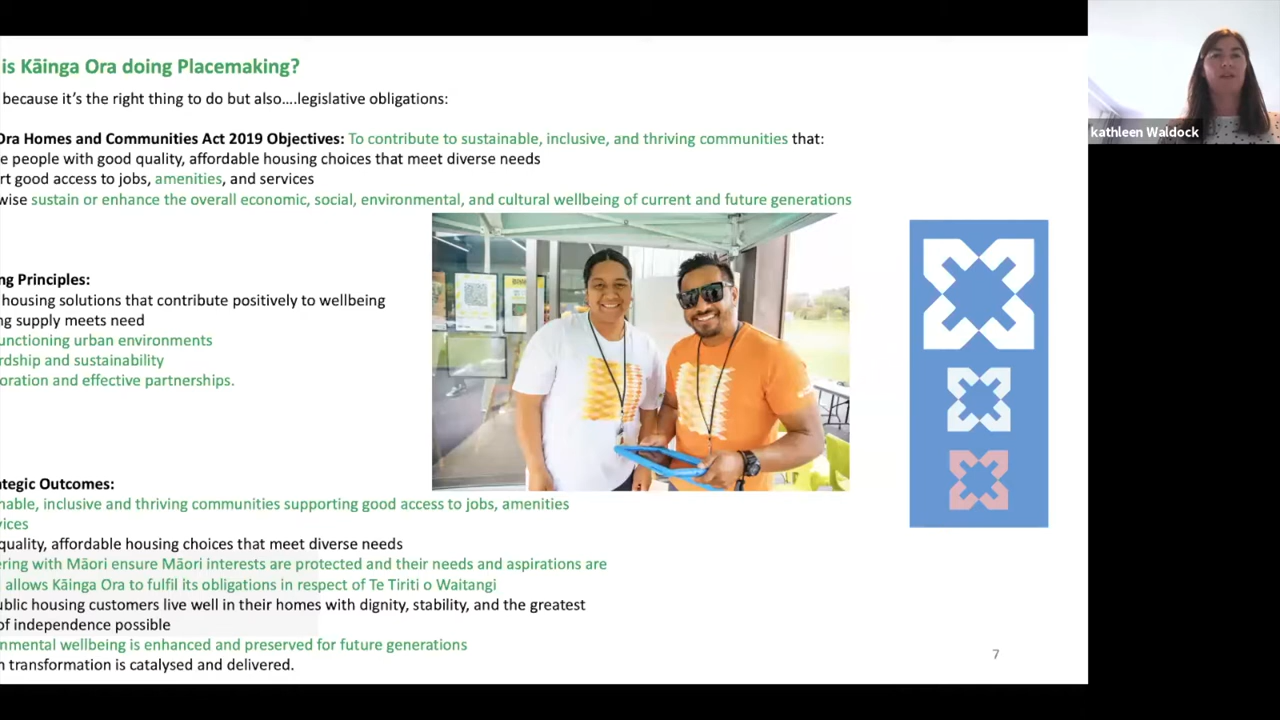 is Kāinga Ora doing Placemaking?
because it's the right thing to do but also....legislative obligations:
Ora Homes and Communities Act 2019 Objectives: To contribute to sustainable, inclusive, and thriving communities that:
e people with good quality, affordable housing choices that meet diverse needs
rt good access to jobs, amenities, and services
wise sustain or enhance the overall economic, social, environmental, and cultural wellbeing of current and future generations
ng Principles:
housing solutions that contribute positively to wellbeing
ng supply meets need
unctioning urban environments
rdship and sustainability
oration and effective partnerships.
ategic Outcomes:
nable, inclusive and thriving communities supporting good access to jobs, amenities
vices
quality, affordable housing choices that meet diverse needs
ering with Māori ensure Māori interests are protected and their needs and aspirations are
allows Kāinga Ora to fulfil its obligations in respect of Te Tiriti o Waitangi
ublic housing customers live well in their homes with dignity, stability, and the greatest
of independence possible
nmental wellbeing is enhanced and preserved for future generations
n transformation is catalysed and delivered.
7
kathleen Waldock